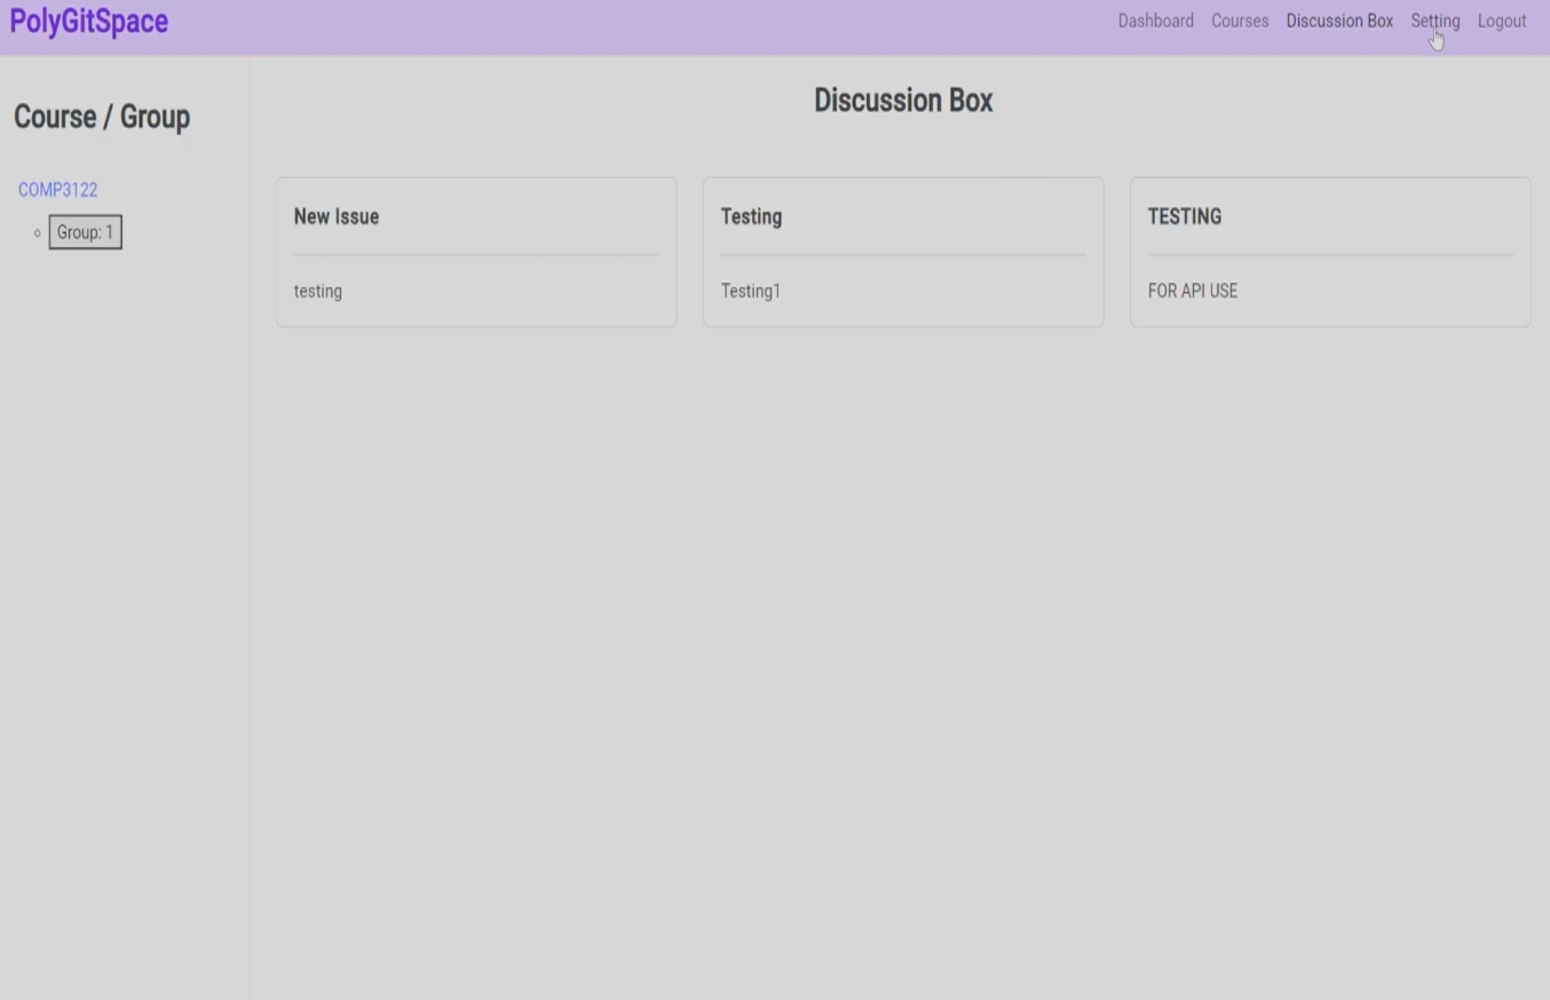 PolyGitSpace
Dashboard Courses Discussion Box Setting Logout
Course / Group
COMP3122
Group: 1
Discussion Box
New Issue
testing
Testing
Testing1
TESTING
FOR API USE